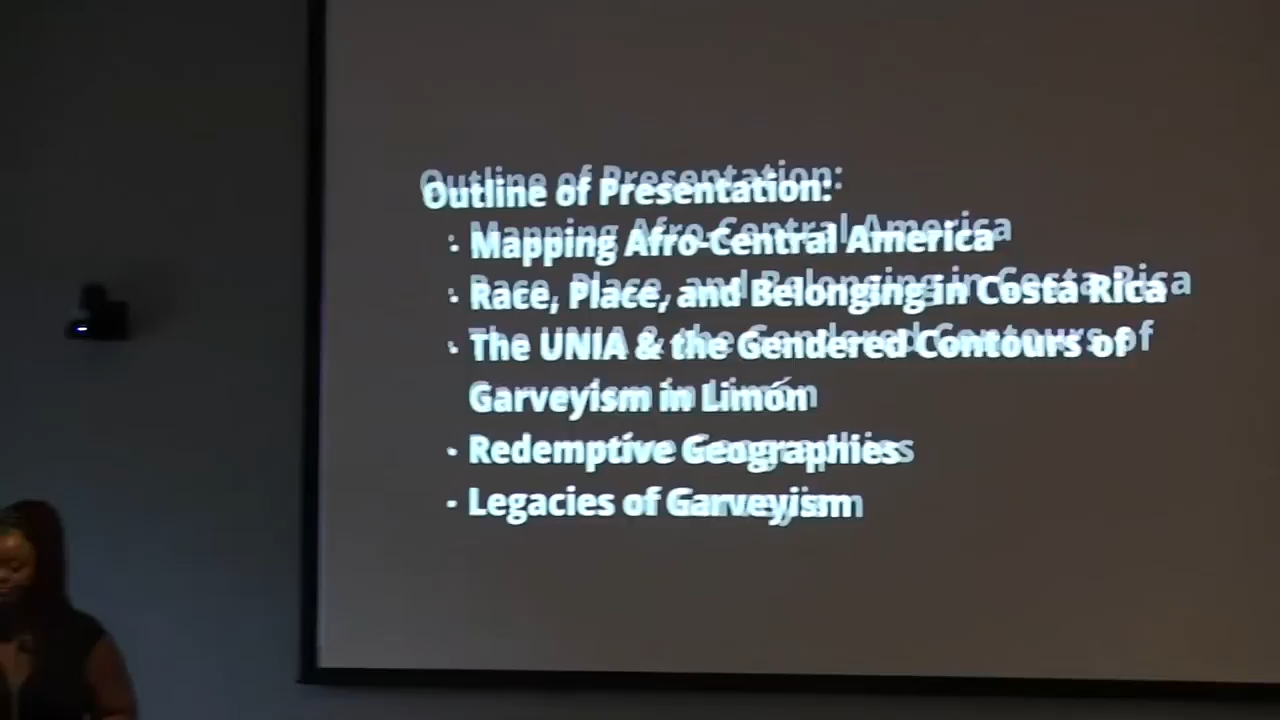 Outline of Presentation:
· Mapping Afro-Central America
· Race, Place, and Belonging in Costa Rica
· The UNIA & the Gendered Contours of
Garveyism in Limón
· Redemptive Geographies
· Legacies of Garveyism